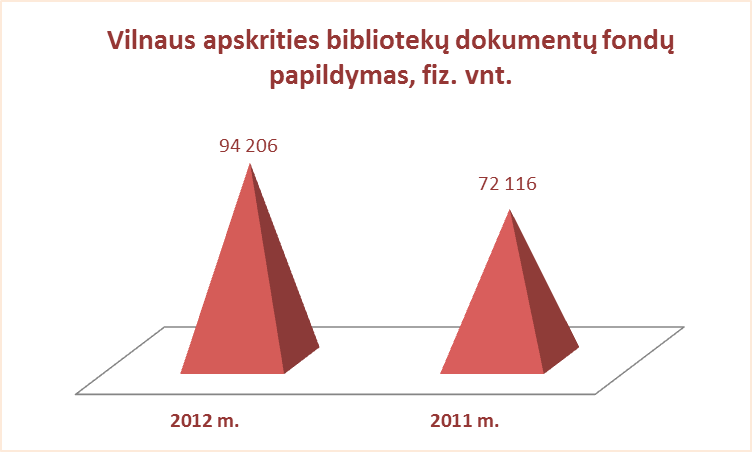 Vilnaus apskrities bibliotekų dokumentų fondų
papildymas, fiz. vnt.
94 206
72 116
2012 m.
2011 m.